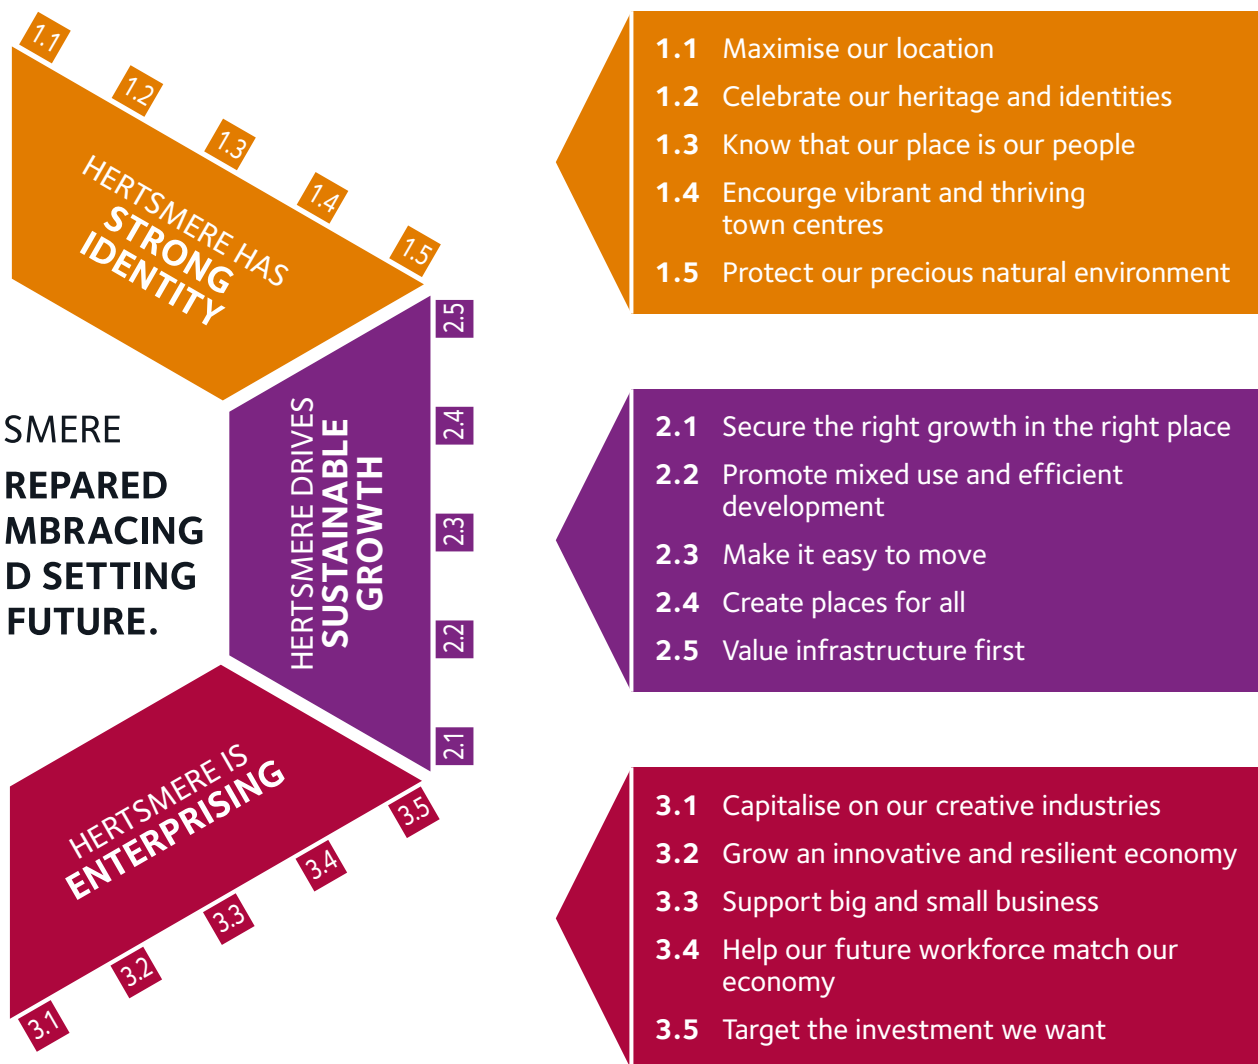 1.1
1.2
1.3
1.4
1.5
HERTSMERE HAS
STRONG
IDENTITY
SMERE
REPARED
MBRACING
D SETTING
FUTURE.
2.5
2.4
2.3
2.2
2.1
HERTSMERE DRIVES
SUSTAINABLE
GROWTH
HERTSMERE IS
ENTERPRISING
3.5
3.4
3.3
3.2
3.1
1.1 Maximise our location
1.2 Celebrate our heritage and identities
1.3 Know that our place is our people
1.4 Encourge vibrant and thriving
town centres
1.5 Protect our precious natural environment
2.1 Secure the right growth in the right place
2.2 Promote mixed use and efficient
development
2.3 Make it easy to move
2.4 Create places for all
2.5 Value infrastructure first
3.1 Capitalise on our creative industries
3.2 Grow an innovative and resilient economy
3.3 Support big and small business
3.4 Help our future workforce match our
economy
3.5 Target the investment we want